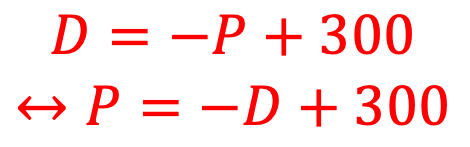 D = −P + 300
↔ P = −D + 300